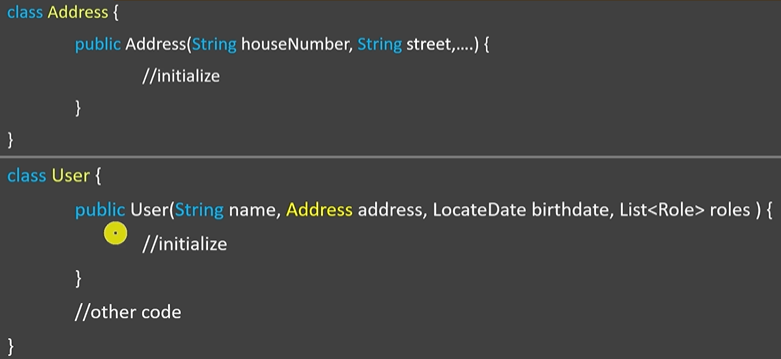 class Address {
public Address(String houseNumber, String street,....) {
//initialize
}
}
class User {
public User(String name, Address address, LocateDate birthdate, List<Role> roles ) {
//initialize
}
//other code
}